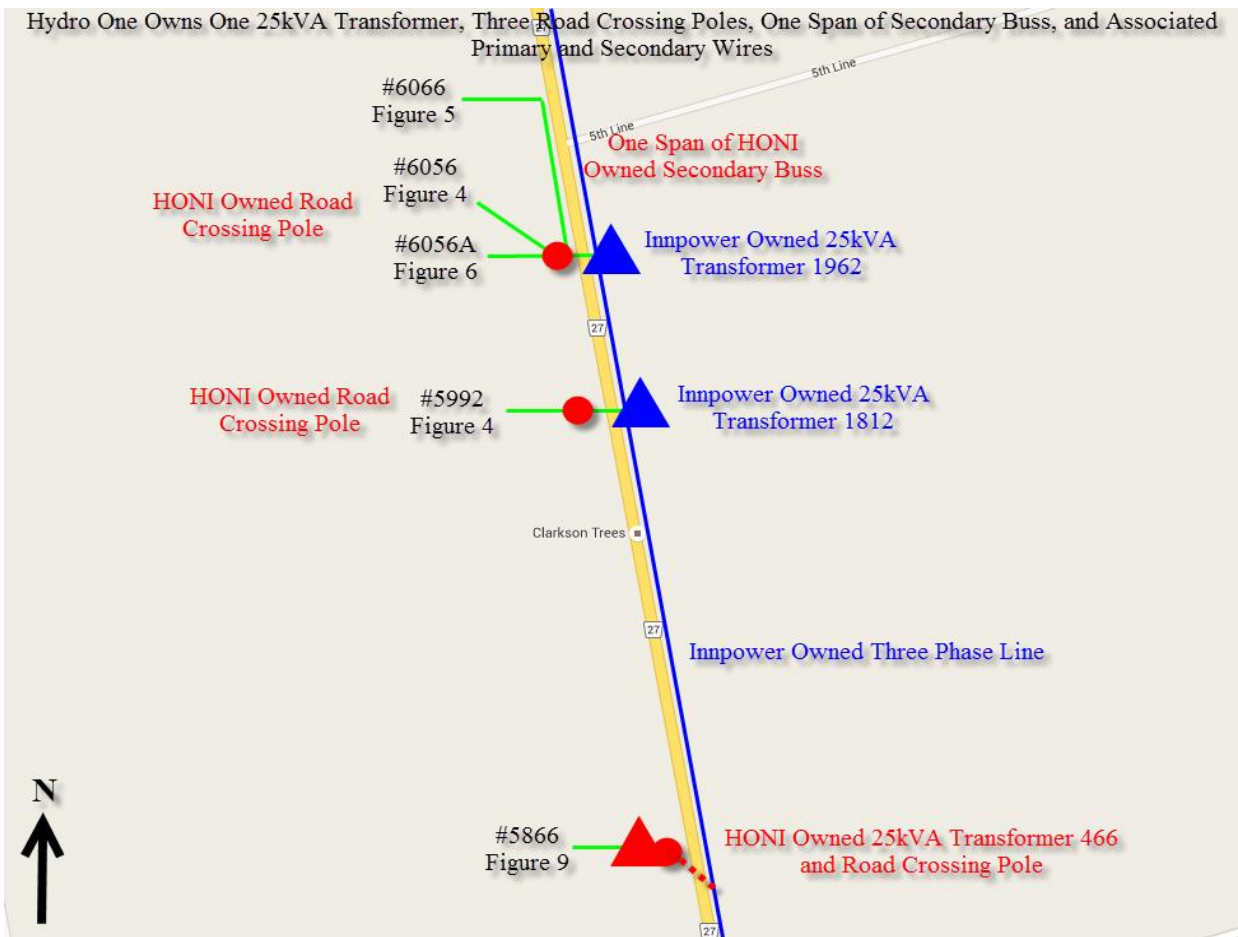 Hydro One Owns One 25kVA Transformer, Three Road Crossing Poles, One Span of Secondary Buss, and Associated
Primary and Secondary Wires
27
5th Line
#6066
Figure 5
5th Line
One Span of HONI
Owned Secondary Buss
#6056
Figure 4
HONI Owned Road
Crossing Pole
#6056A
Figure 6
Innpower Owned 25kVA
Transformer 1962
27
HONI Owned Road
Crossing Pole
#5992
Figure 4
Innpower Owned 25kVA
Transformer 1812
Clarkson Trees
27
Innpower Owned Three Phase Line
N
#5866
Figure 9
HONI Owned 25kVA Transformer 466
and Road Crossing Pole
27